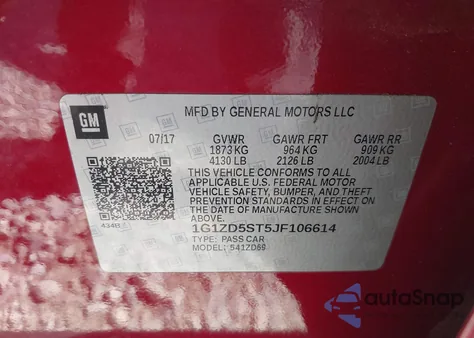 GM
MFD BY GENERAL MOTORS LLC
07/17 GVWR GAWR FRT GAWR RR
1873 KG 964 KG 909 KG
4130 LB 2126 LB 2004 LB
THIS VEHICLE CONFORMS TO ALL
APPLICABLE U.S. FEDERAL MOTOR
VEHICLE SAFETY, BUMPER, AND THEFT
PREVENTION STANDARDS IN EFFECT ON
THE DATE OF MANUFACTURE SHOWN
ABOVE.
434B
1G1ZD5ST5JF106614
TYPE: PASS CAR
MODEL: 541ZD69
autoSnap